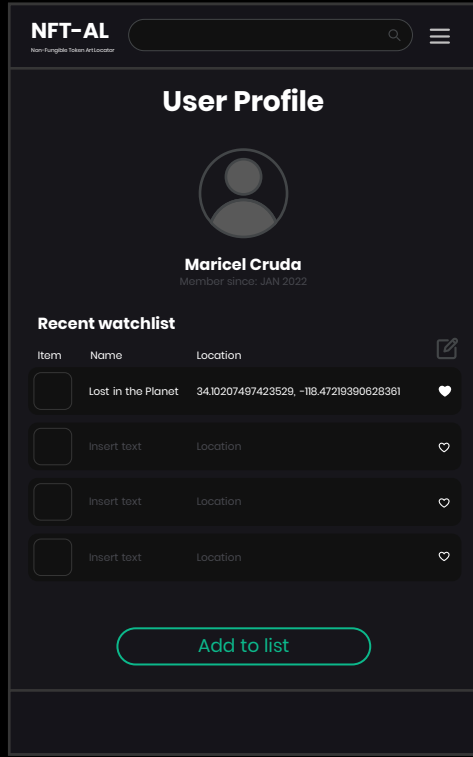 NFT-AL
Non-Fungible Token Art Locator
User Profile
Maricel Cruda
Member since: JAN 2022
Recent watchlist
Item Name Location
Lost in the Planet 34.10207497423529, -118.47219390628361
Insert text Location
Insert text Location
Insert text Location
Add to list